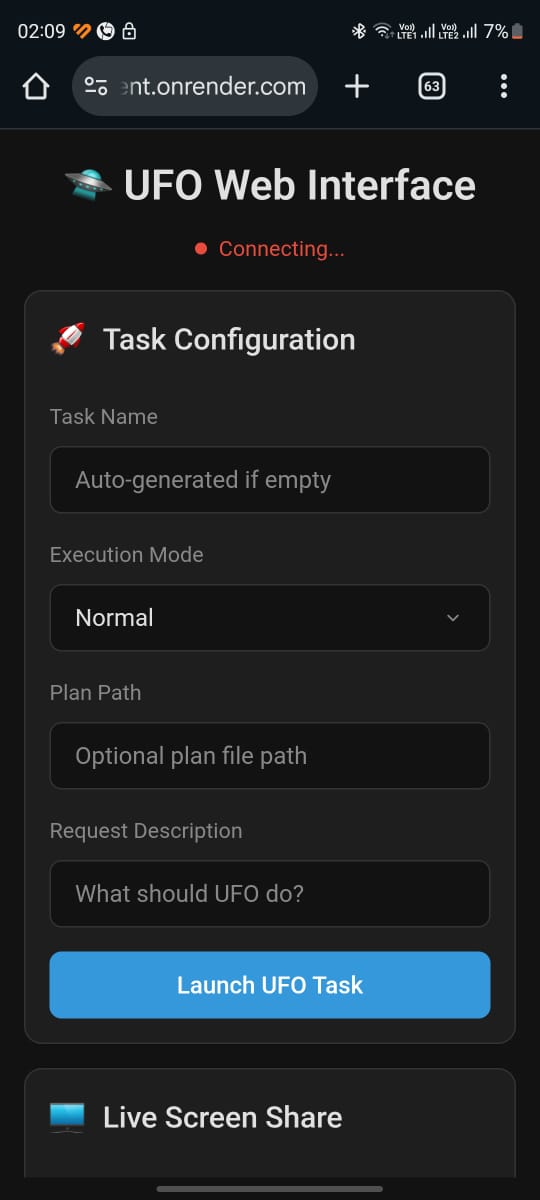 02:09
Vo)) LTE1 Vo)) LTE2 7%
ent.onrender.com
63
UFO Web Interface
Connecting...
Task Configuration
Task Name
Auto-generated if empty
Execution Mode
Normal
Plan Path
Optional plan file path
Request Description
What should UFO do?
Launch UFO Task
Live Screen Share